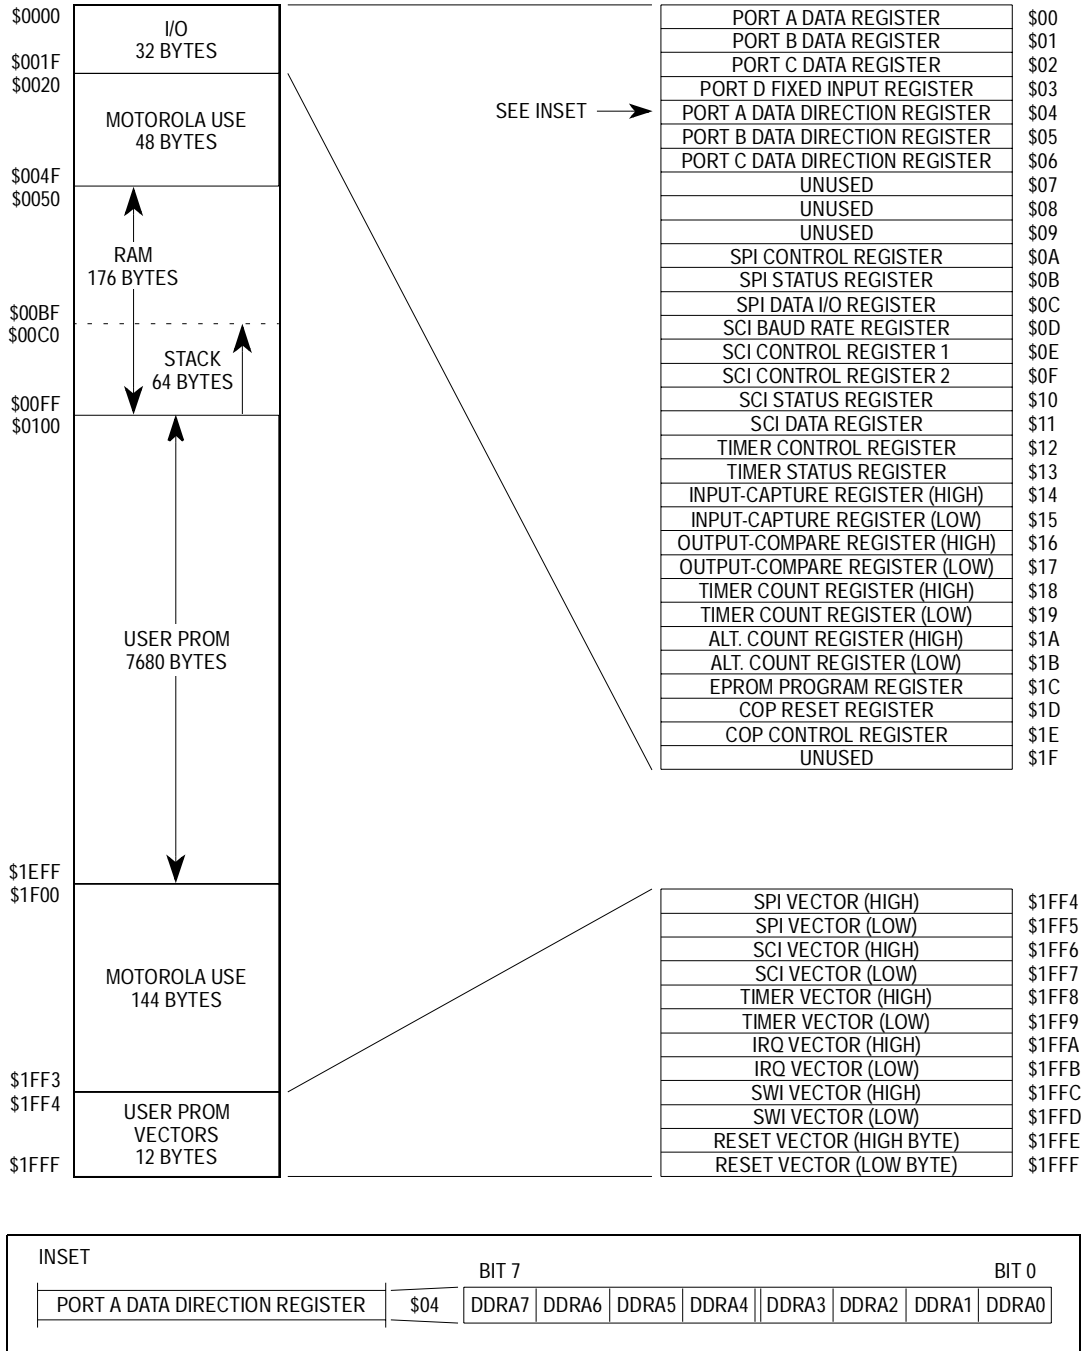 $0000
I/O
32 BYTES
$001F
$0020
MOTOROLA USE
48 BYTES
$004F
$0050
RAM
176 BYTES
$00BF
$00C0
STACK
64 BYTES
$00FF
$0100
USER PROM
7680 BYTES
$1EFF
$1F00
MOTOROLA USE
144 BYTES
$1FF3
$1FF4
USER PROM
VECTORS
12 BYTES
$1FFF
SEE INSET
PORT A DATA REGISTER $00
PORT B DATA REGISTER $01
PORT C DATA REGISTER $02
PORT D FIXED INPUT REGISTER $03
PORT A DATA DIRECTION REGISTER $04
PORT B DATA DIRECTION REGISTER $05
PORT C DATA DIRECTION REGISTER $06
UNUSED $07
UNUSED $08
UNUSED $09
SPI CONTROL REGISTER $0A
SPI STATUS REGISTER $0B
SPI DATA I/O REGISTER $0C
SCI BAUD RATE REGISTER $0D
SCI CONTROL REGISTER 1 $0E
SCI CONTROL REGISTER 2 $0F
SCI STATUS REGISTER $10
SCI DATA REGISTER $11
TIMER CONTROL REGISTER $12
TIMER STATUS REGISTER $13
INPUT-CAPTURE REGISTER (HIGH) $14
INPUT-CAPTURE REGISTER (LOW) $15
OUTPUT-COMPARE REGISTER (HIGH) $16
OUTPUT-COMPARE REGISTER (LOW) $17
TIMER COUNT REGISTER (HIGH) $18
TIMER COUNT REGISTER (LOW) $19
ALT. COUNT REGISTER (HIGH) $1A
ALT. COUNT REGISTER (LOW) $1B
EPROM PROGRAM REGISTER $1C
COP RESET REGISTER $1D
COP CONTROL REGISTER $1E
UNUSED $1F
SPI VECTOR (HIGH) $1FF4
SPI VECTOR (LOW) $1FF5
SCI VECTOR (HIGH) $1FF6
SCI VECTOR (LOW) $1FF7
TIMER VECTOR (HIGH) $1FF8
TIMER VECTOR (LOW) $1FF9
IRQ VECTOR (HIGH) $1FFA
IRQ VECTOR (LOW) $1FFB
SWI VECTOR (HIGH) $1FFC
SWI VECTOR (LOW) $1FFD
RESET VECTOR (HIGH BYTE) $1FFE
RESET VECTOR (LOW BYTE) $1FFF
INSET
BIT 7 BIT 0
PORT A DATA DIRECTION REGISTER $04 DDRA7 DDRA6 DDRA5 DDRA4 DDRA3 DDRA2 DDRA1 DDRA0